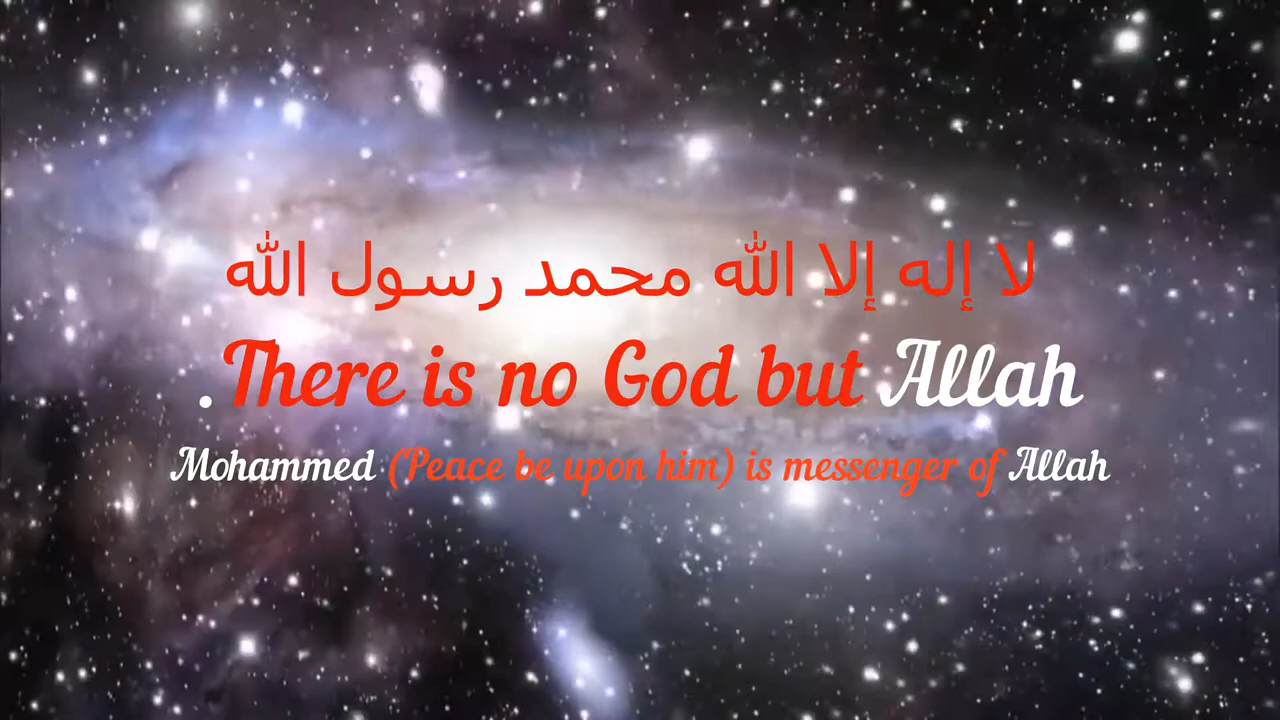 لا إله إلا الله محمد رسول الله
.There is no God but Allah
Mohammed (Peace be upon him) is messenger of Allah